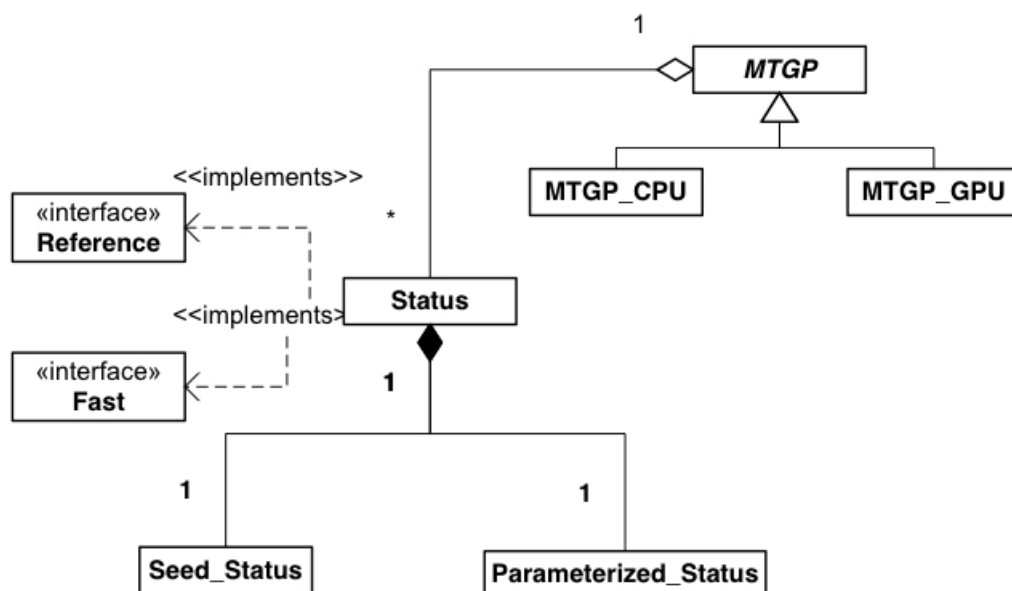 1
MTGP
MTGP_CPU
MTGP_GPU
<<implements>>
«interface»
Reference
*
Status
<<implements>
«interface»
Fast
1
1
1
Seed_Status
Parameterized_Status